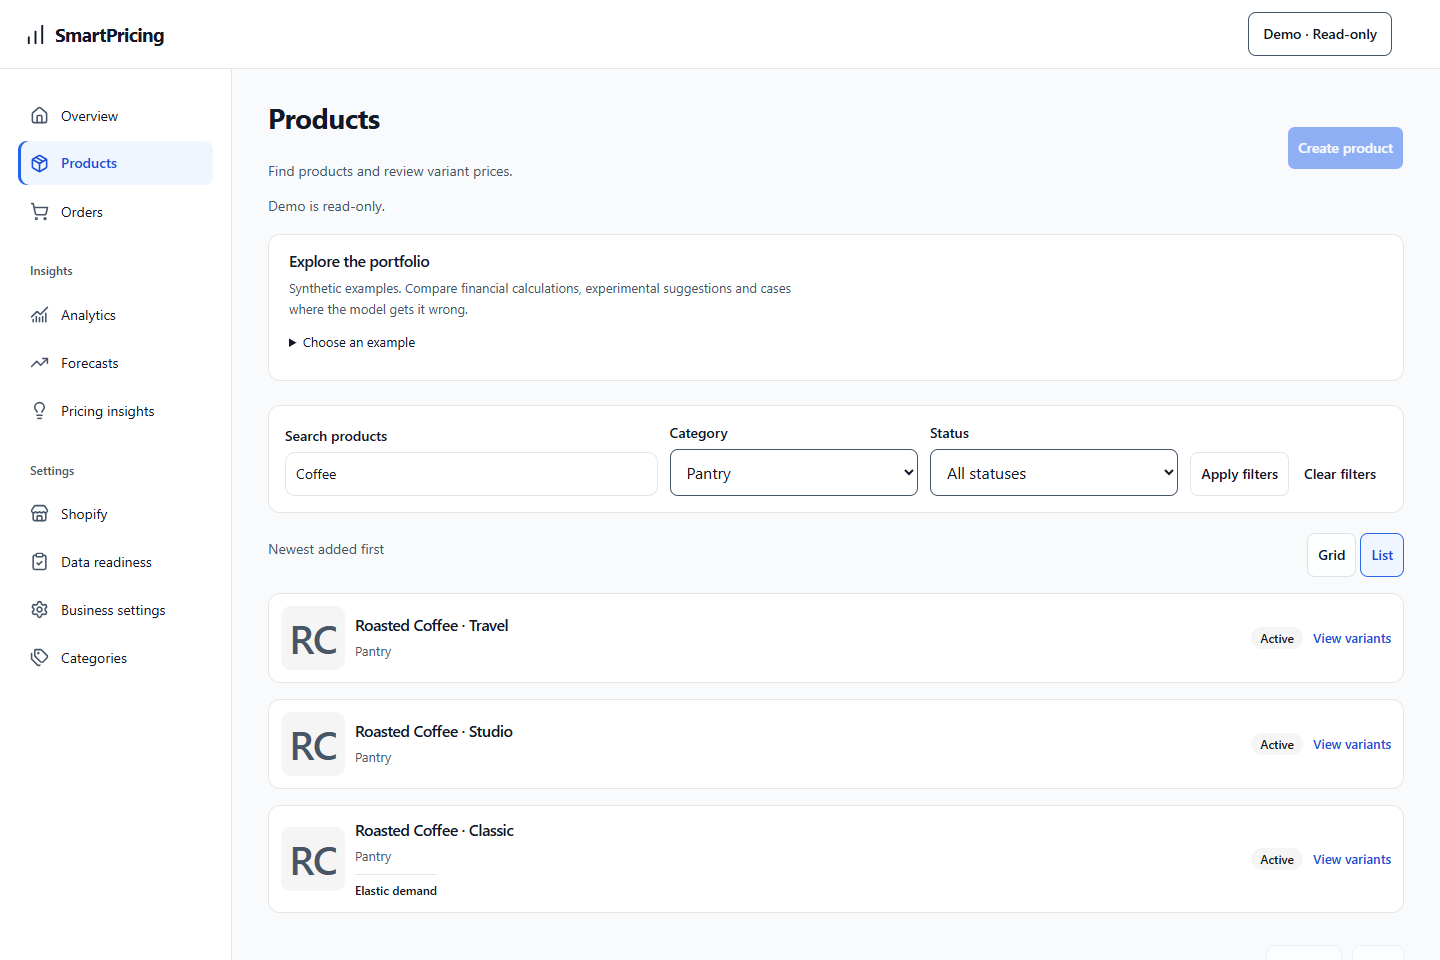 SmartPricing
Demo · Read-only
Overview
Products
Orders
Insights
Analytics
Forecasts
Pricing insights
Settings
Shopify
Data readiness
Business settings
Categories
Products
Create product
Find products and review variant prices.
Demo is read-only.
Explore the portfolio
Synthetic examples. Compare financial calculations, experimental suggestions and cases
where the model gets it wrong.
Choose an example
Search products
Category
Status
Coffee
Pantry
All statuses
Apply filters
Clear filters
Newest added first
Grid
List
RC
Roasted Coffee · Travel
Pantry
Active
View variants
RC
Roasted Coffee · Studio
Pantry
Active
View variants
RC
Roasted Coffee · Classic
Pantry
Elastic demand
Active
View variants